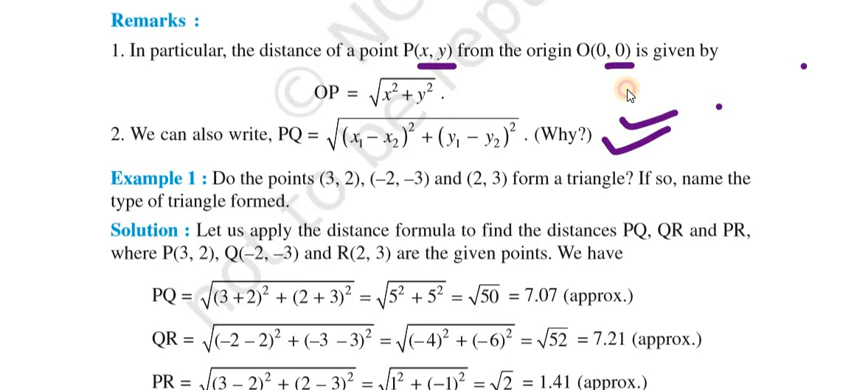 Remarks :
1. In particular, the distance of a point P(x, y) from the origin O(0, 0) is given by
OP = √(x² + y²) .
2. We can also write, PQ = √((x₁ – x₂)² + (y₁ – y₂)²) . (Why?)
Example 1 : Do the points (3, 2), (–2, –3) and (2, 3) form a triangle? If so, name the
type of triangle formed.
Solution : Let us apply the distance formula to find the distances PQ, QR and PR,
where P(3, 2), Q(–2, –3) and R(2, 3) are the given points. We have
PQ = √((3 + 2)² + (2 + 3)²) = √(5² + 5²) = √50 = 7.07 (approx.)
QR = √((–2 – 2)² + (–3 – 3)²) = √((–4)² + (–6)²) = √52 = 7.21 (approx.)
PR = √((3 – 2)² + (2 – 3)²) = √(1² + (–1)²) = √2 = 1.41 (approx.)
© NC
not to be repu